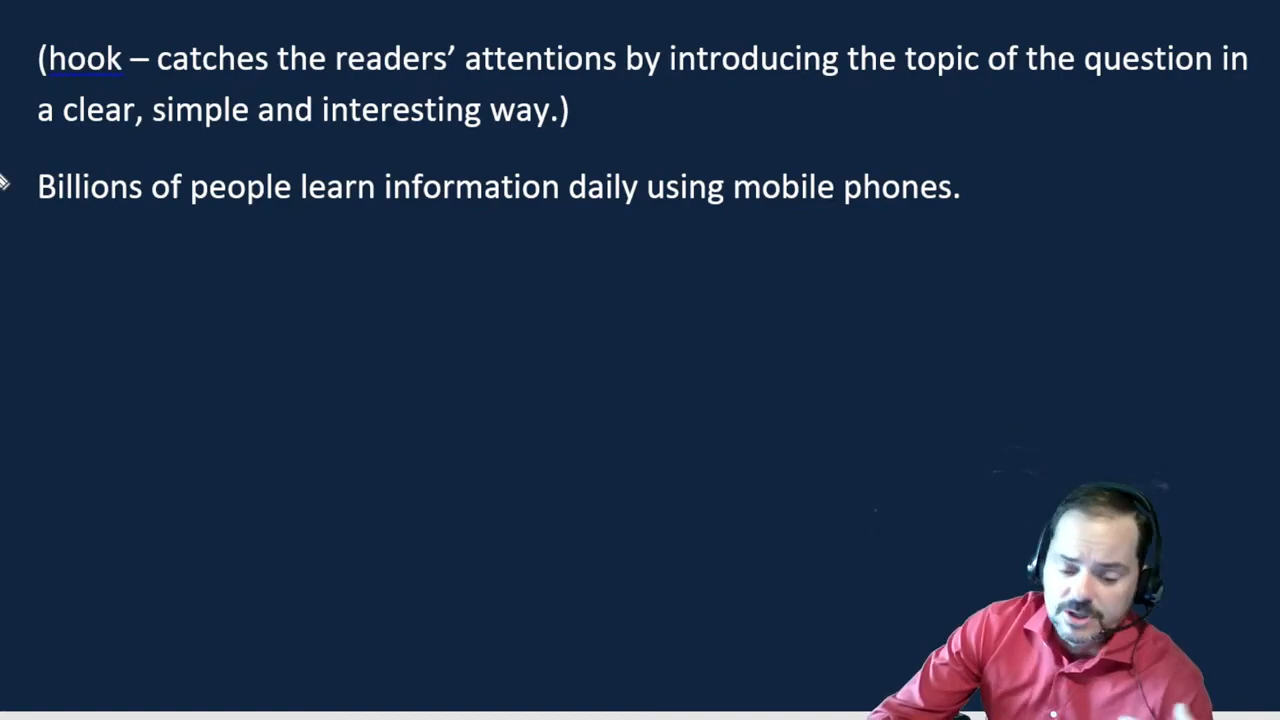 (hook – catches the readers’ attentions by introducing the topic of the question in
a clear, simple and interesting way.)
Billions of people learn information daily using mobile phones.